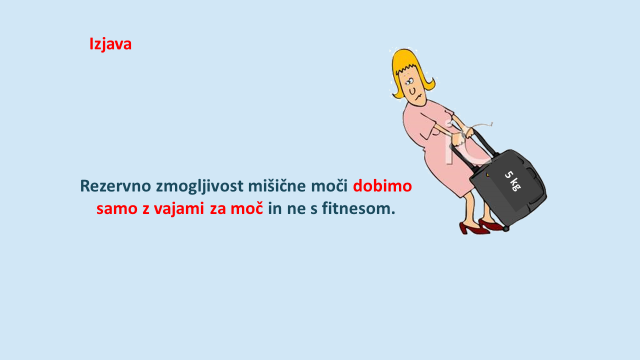 Izjava
5 kg
Rezervno zmogljivost mišične moči dobimo
samo z vajami za moč in ne s fitnesom.